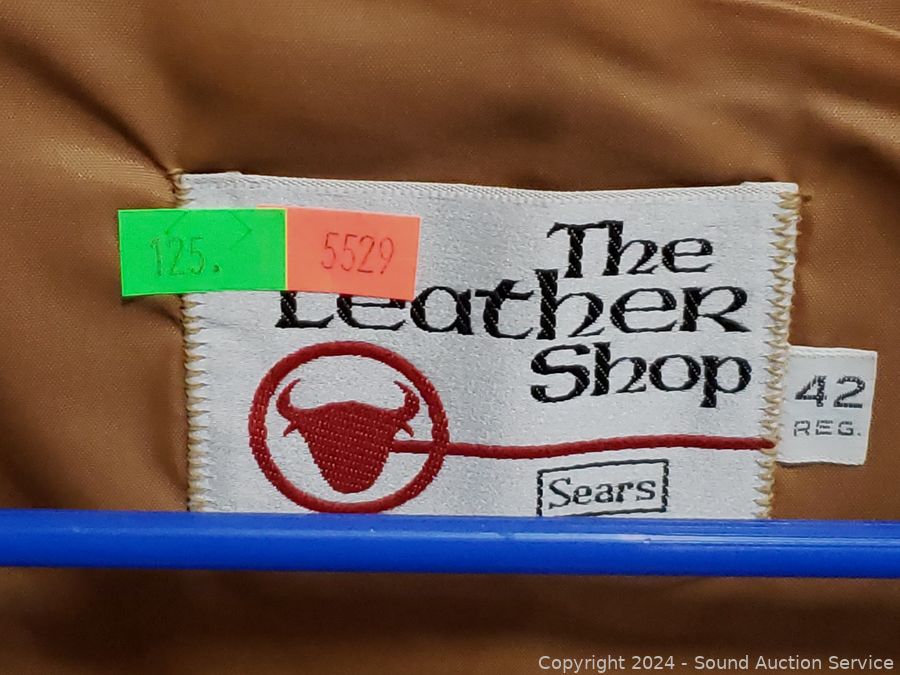 125. 5529
The
Leather
Shop
42
REG.
Sears
Copyright 2024 - Sound Auction Service